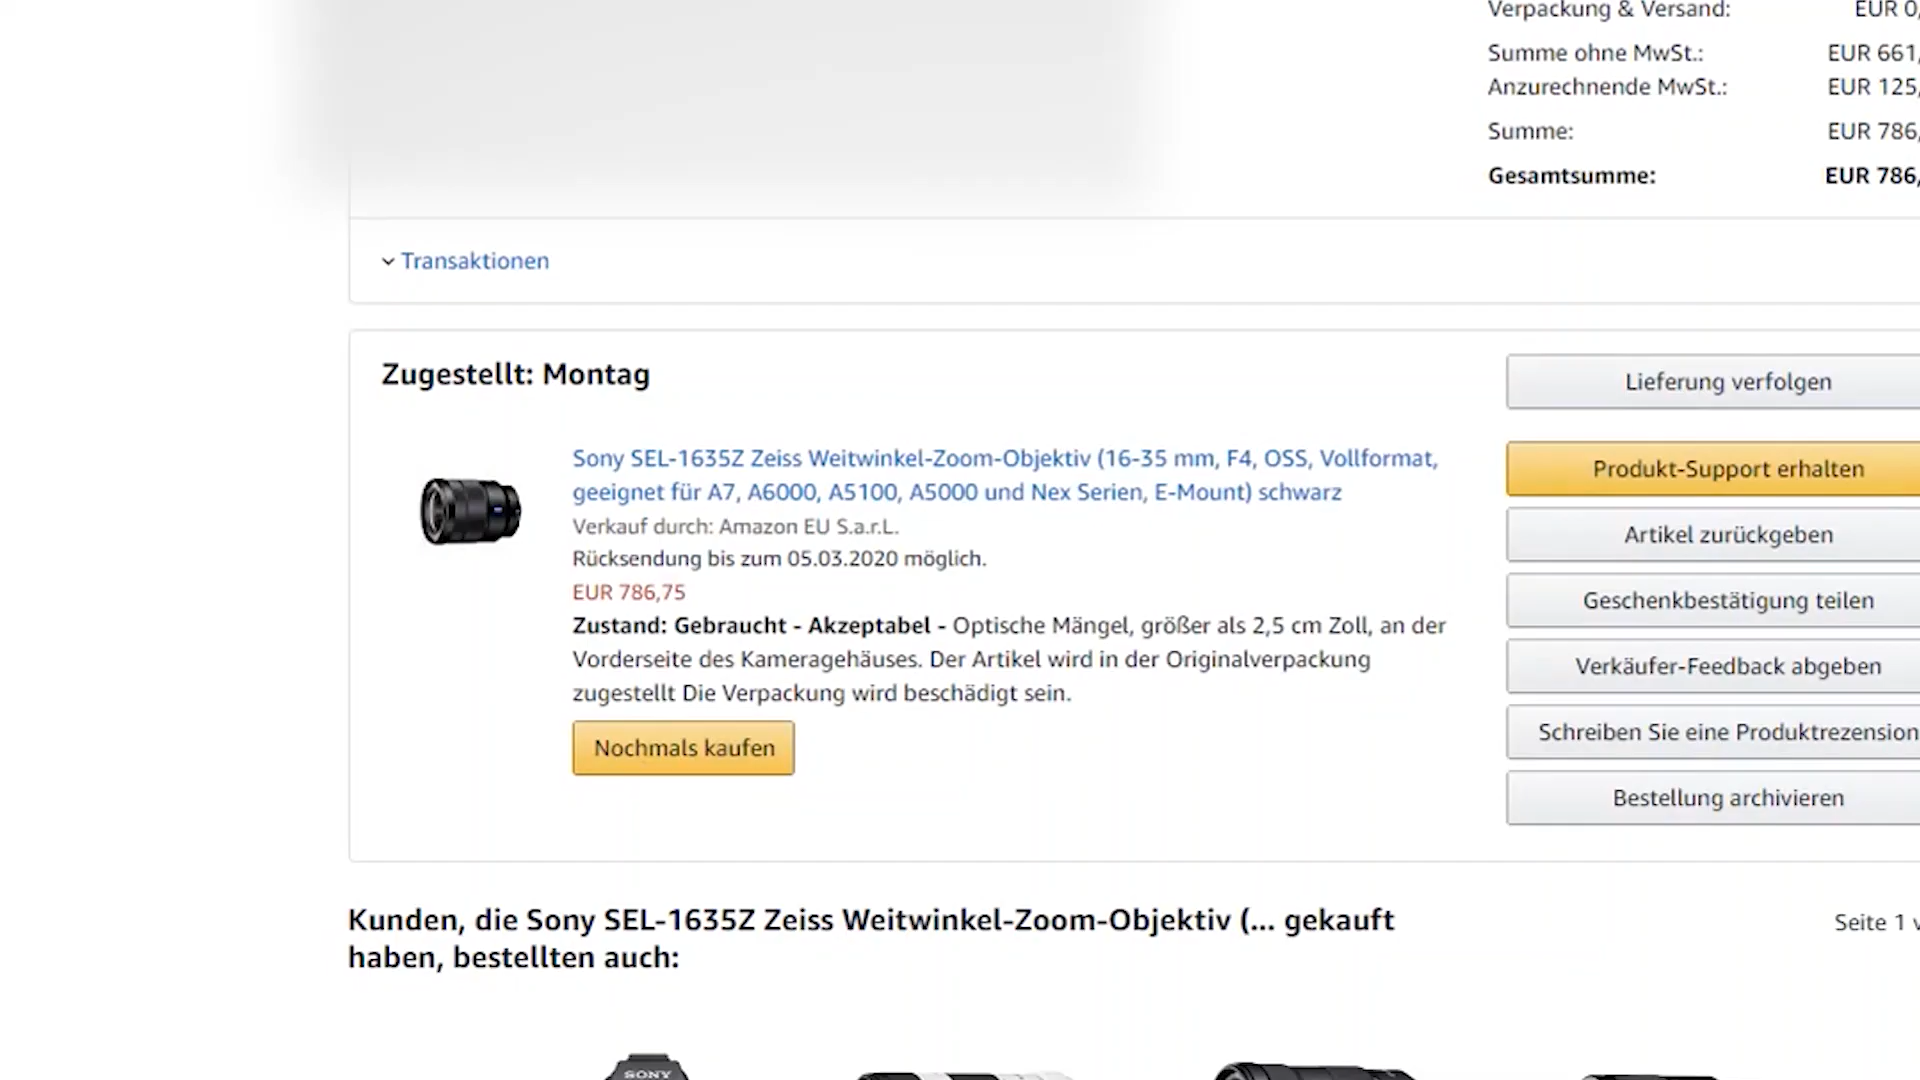 Verpackung & Versand: EUR 0,
Summe ohne MwSt.: EUR 661,
Anzurechnende MwSt.: EUR 125,
Summe: EUR 786,
Gesamtsumme: EUR 786,
Transaktionen
Zugestellt: Montag
Sony SEL-1635Z Zeiss Weitwinkel-Zoom-Objektiv (16-35 mm, F4, OSS, Vollformat,
geeignet für A7, A6000, A5100, A5000 und Nex Serien, E-Mount) schwarz
Verkauf durch: Amazon EU S.a.r.L.
Rücksendung bis zum 05.03.2020 möglich.
EUR 786,75
Zustand: Gebraucht - Akzeptabel - Optische Mängel, größer als 2,5 cm Zoll, an der
Vorderseite des Kameragehäuses. Der Artikel wird in der Originalverpackung
zugestellt Die Verpackung wird beschädigt sein.
Nochmals kaufen
Lieferung verfolgen
Produkt-Support erhalten
Artikel zurückgeben
Geschenkbestätigung teilen
Verkäufer-Feedback abgeben
Schreiben Sie eine Produktrezension
Bestellung archivieren
Kunden, die Sony SEL-1635Z Zeiss Weitwinkel-Zoom-Objektiv (... gekauft
haben, bestellten auch:
Seite 1
SONY